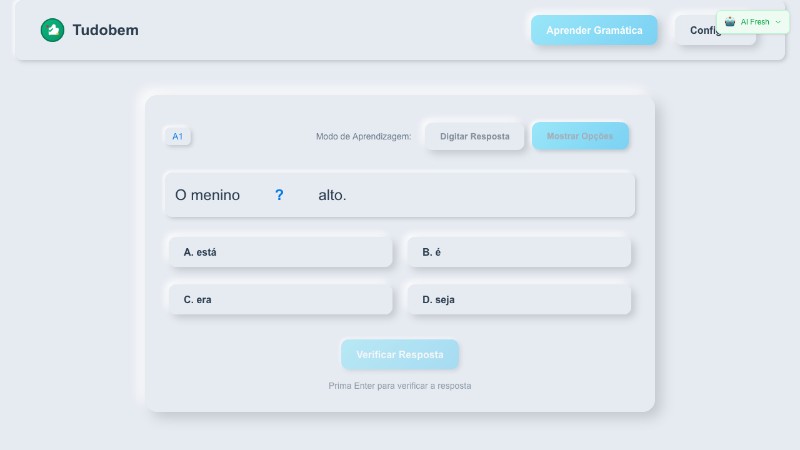 Tudobem
Aprender Gramática
AI Fresh
A1
Modo de Aprendizagem:
Digitar Resposta
Mostrar Opções
O menino ? alto.
A. está
B. é
C. era
D. seja
Verificar Resposta
Prima Enter para verificar a resposta